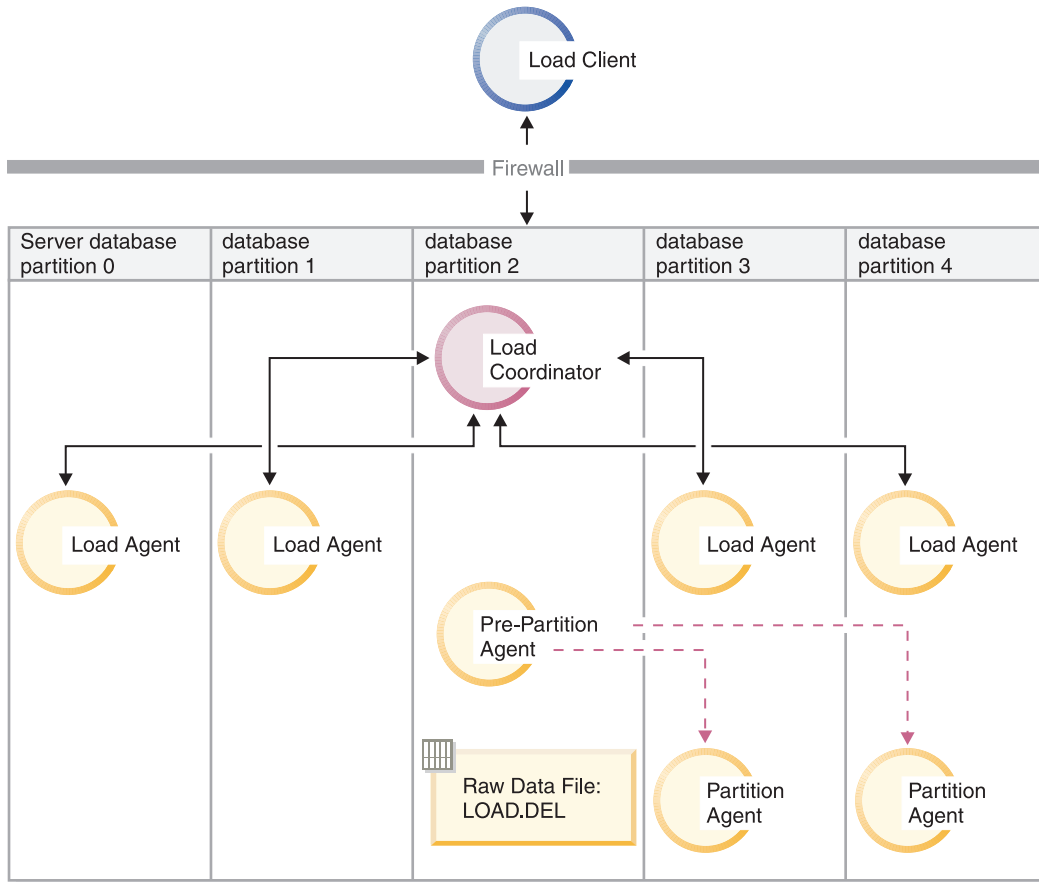 Load Client
Firewall
Server database
partition 0
database
partition 1
database
partition 2
database
partition 3
database
partition 4
Load
Coordinator
Load Agent
Load Agent
Load Agent
Load Agent
Pre-Partition
Agent
Raw Data File:
LOAD.DEL
Partition
Agent
Partition
Agent